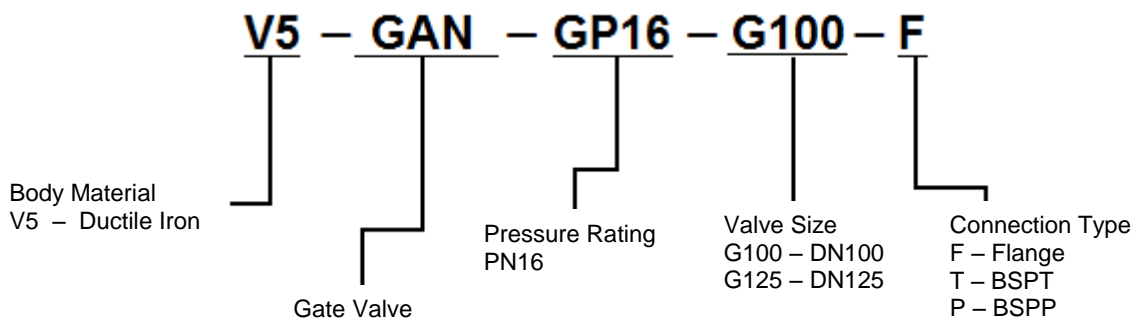 V5 – GAN – GP16 – G100 – F
Body Material
V5 – Ductile Iron
Gate Valve
Pressure Rating
PN16
Valve Size
G100 – DN100
G125 – DN125
Connection Type
F – Flange
T – BSPT
P – BSPP